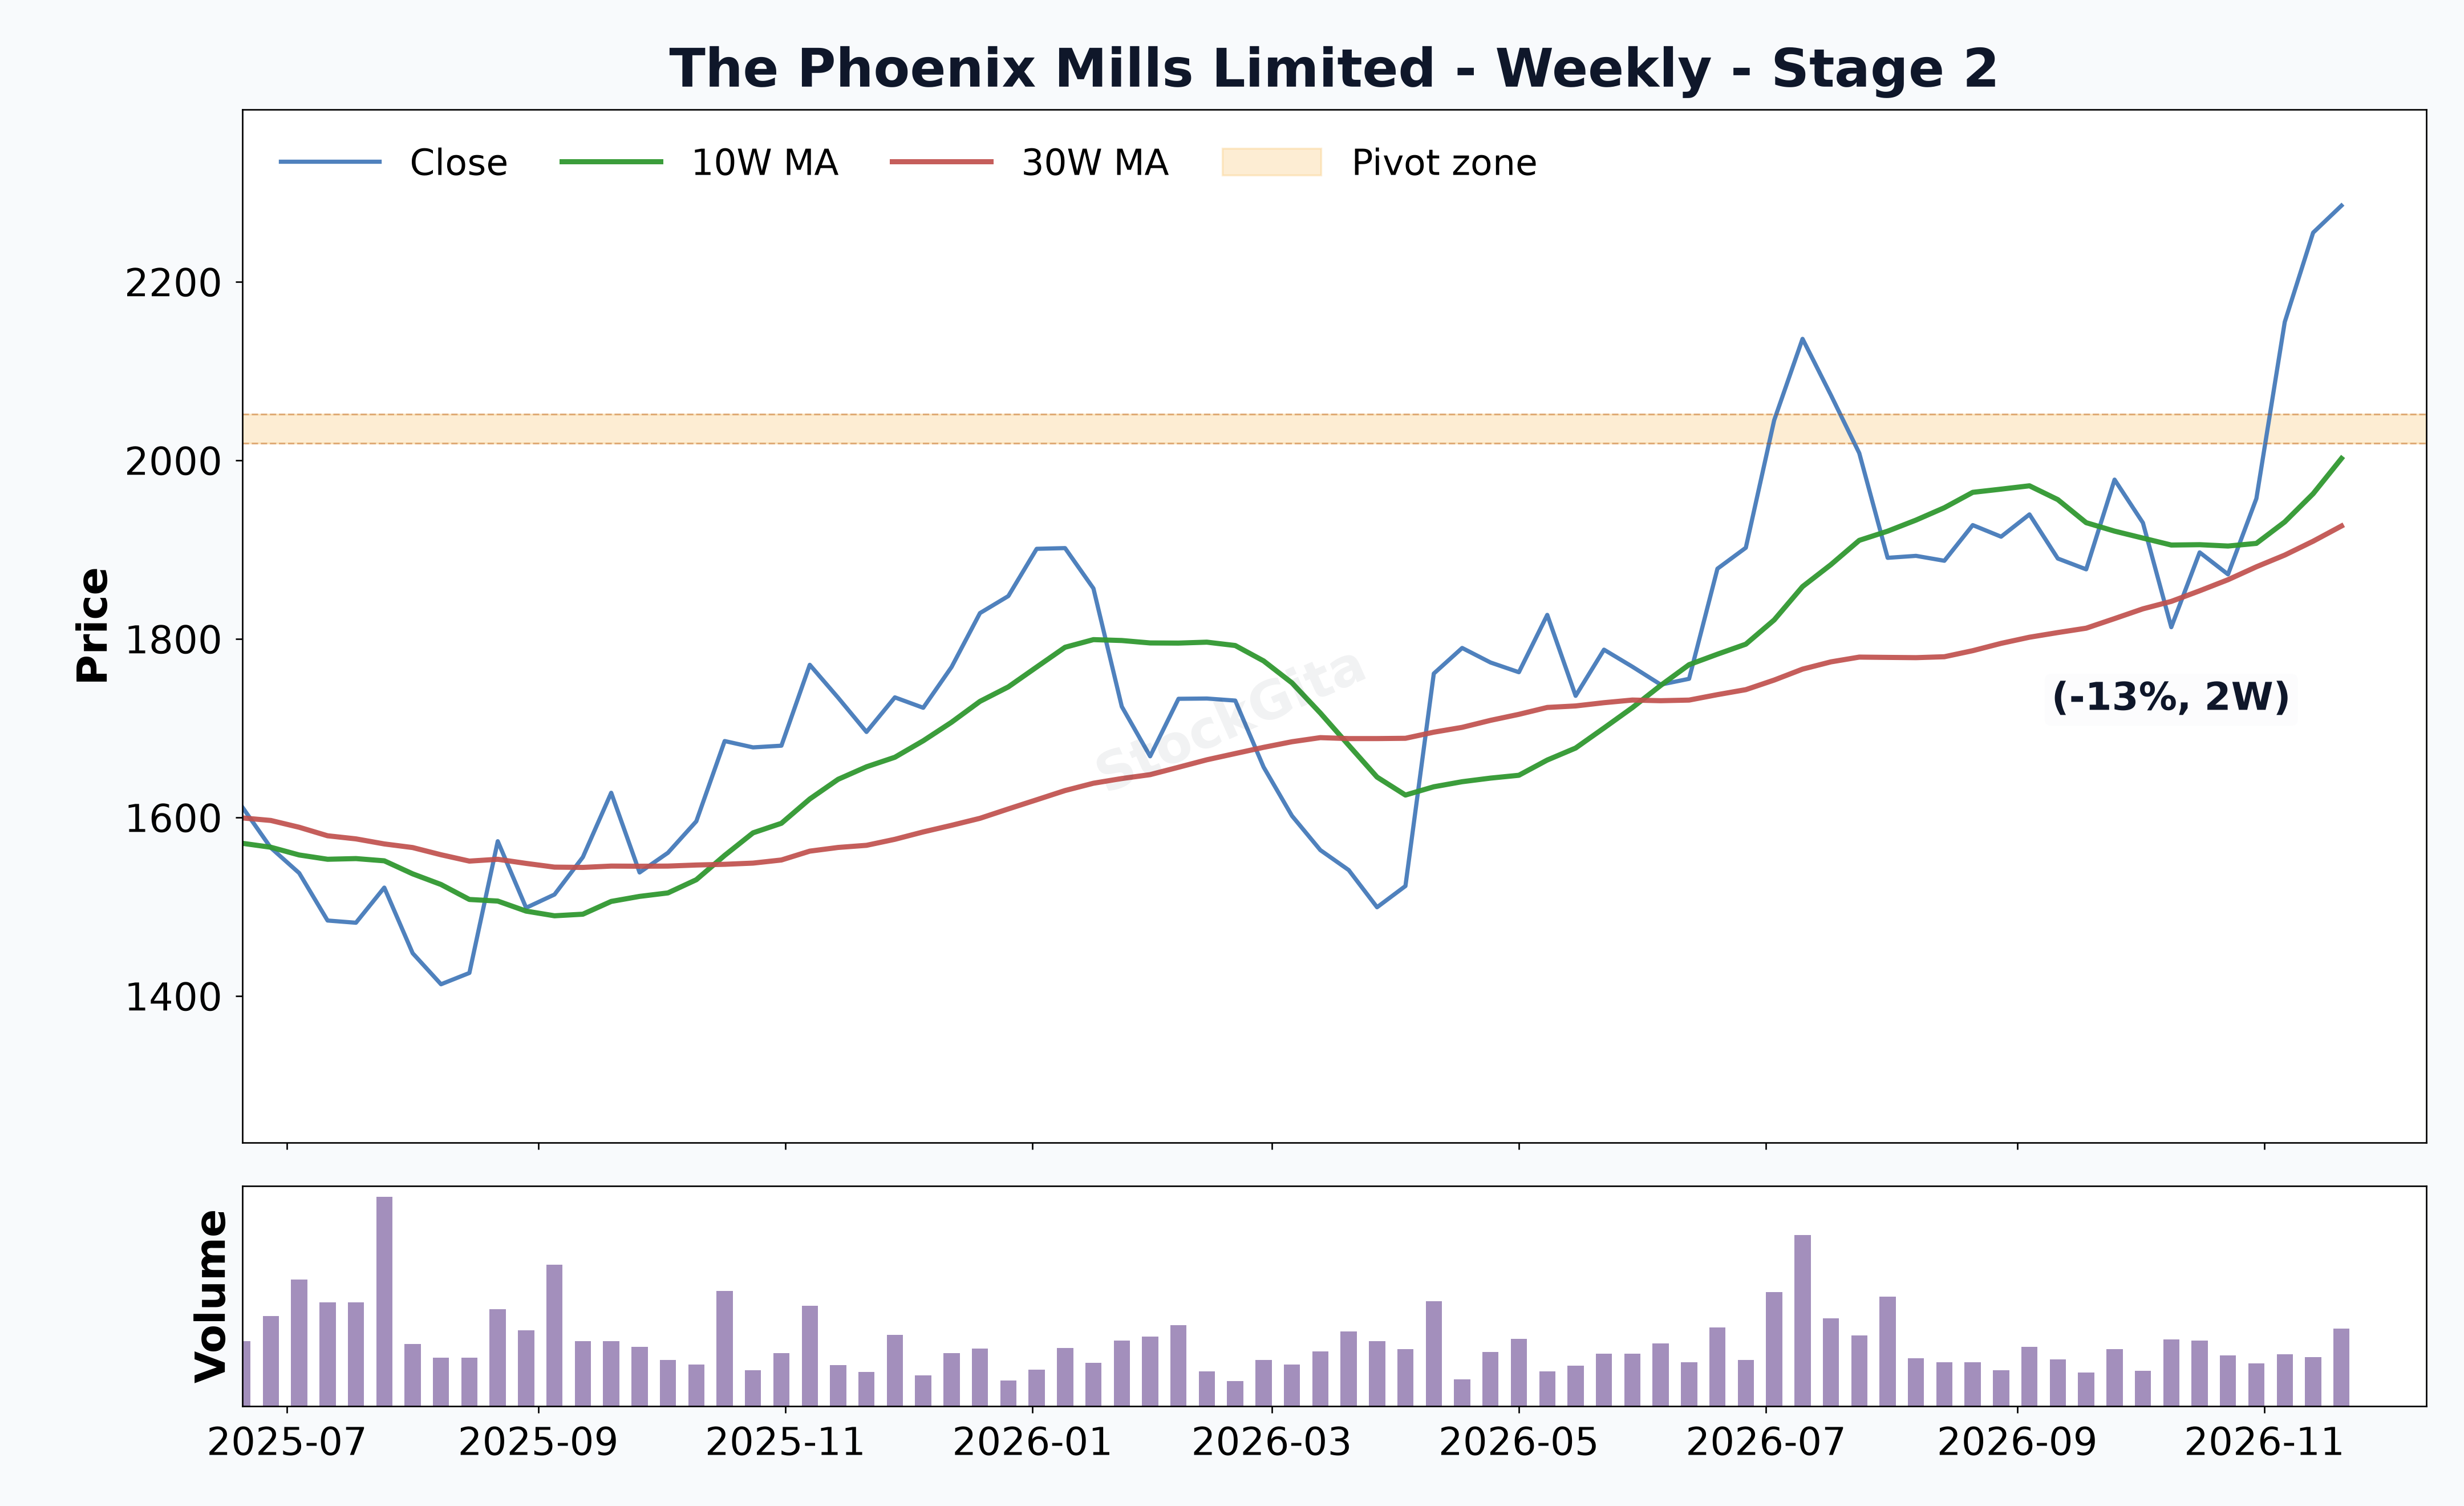 The Phoenix Mills Limited - Weekly - Stage 2
Close 10W MA 30W MA Pivot zone
Price
2200
2000
1800
1600
1400
StockGita
(-13%, 2W)
Volume
2025-07 2025-09 2025-11 2026-01 2026-03 2026-05 2026-07 2026-09 2026-11